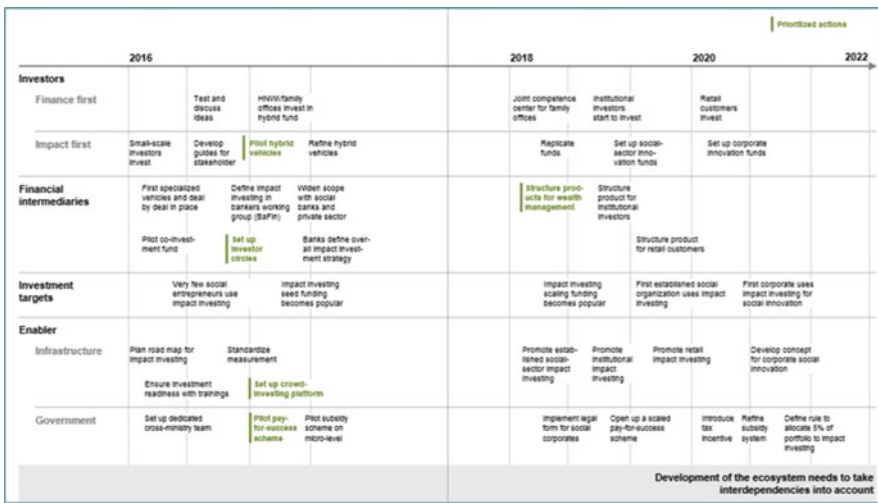 Prioritized actions
2016 2018 2020 2022
Investors
Finance first
Test and
discuss
ideas
HNWI/family
offices invest in
hybrid fund
Joint competence
center for family
offices
Institutional
investors
start to invest
Retail
customers
invest
Impact first
Small-scale
investors
invest
Develop
guides for
stakeholder
Pilot hybrid
vehicles
Refine hybrid
vehicles
Replicate
funds
Set up social-
sector inno-
vation funds
Set up corporate
innovation funds
Financial
intermediaries
First specialized
vehicles and deal
by deal in place
Define impact
investing in
bankers working
group (BaFin)
Widen scope
with social
banks and
private sector
Structure prod-
ucts for wealth
management
Structure
product for
institutional
investors
Pilot co-invest-
ment fund
Set up
investor
circles
Banks define over-
all impact invest-
ment strategy
Structure product
for retail customers
Investment
targets
Very few social
entrepreneurs use
impact investing
Impact investing
seed funding
becomes popular
Impact investing
scaling funding
becomes popular
First established social
organization uses impact
investing
First corporate uses
impact investing for
social innovation
Enabler
Infrastructure
Plan road map for
impact investing
Standardize
measurement
Promote estab-
lished social-
sector impact
investing
Promote
institutional
impact
investing
Promote retail
impact investing
Develop concept
for corporate social
innovation
Ensure investment
readiness with trainings
Set up crowd-
investing platform
Government
Set up dedicated
cross-ministry team
Pilot pay-
for-success
scheme
Pilot subsidy
scheme on
micro-level
Implement legal
form for social
corporates
Open up a scaled
pay-for-success
scheme
Introduce
tax
incentive
Refine
subsidy
system
Define rule to
allocate 5% of
portfolio to impact
investing
Development of the ecosystem needs to take
interdependencies into account